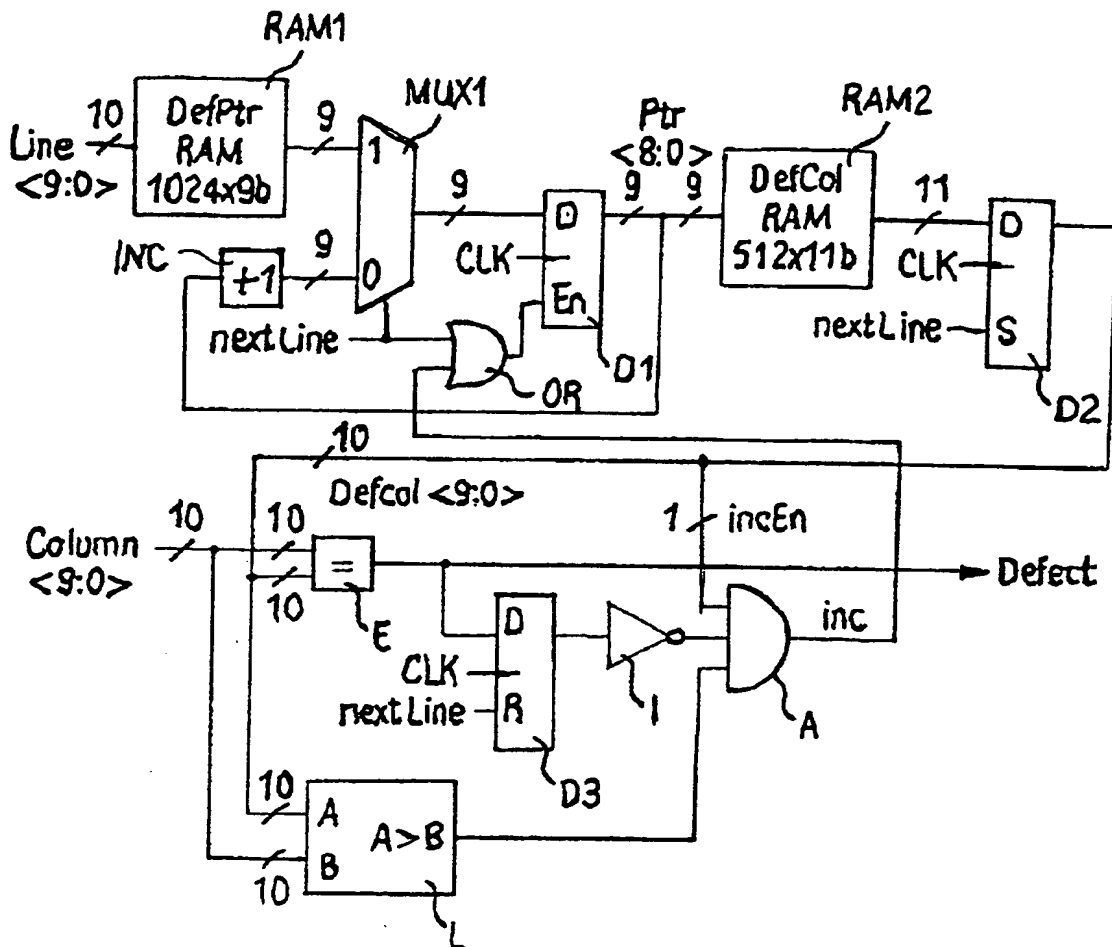 RAM1
10
Line
<9:0>
DefPtr
RAM
1024x9b
9
MUX1
1
0
INC
+1
9
nextLine
OR
9
D
CLK
En
D1
Ptr
<8:0>
9
9
RAM2
DefCol
RAM
512x11b
11
D
CLK
nextLine
S
D2
10
Defcol <9:0>
1
incEn
Column
<9:0>
10
10
10
=
E
Defect
D
CLK
nextLine
R
D3
I
inc
A
10
A
A>B
B
10
L